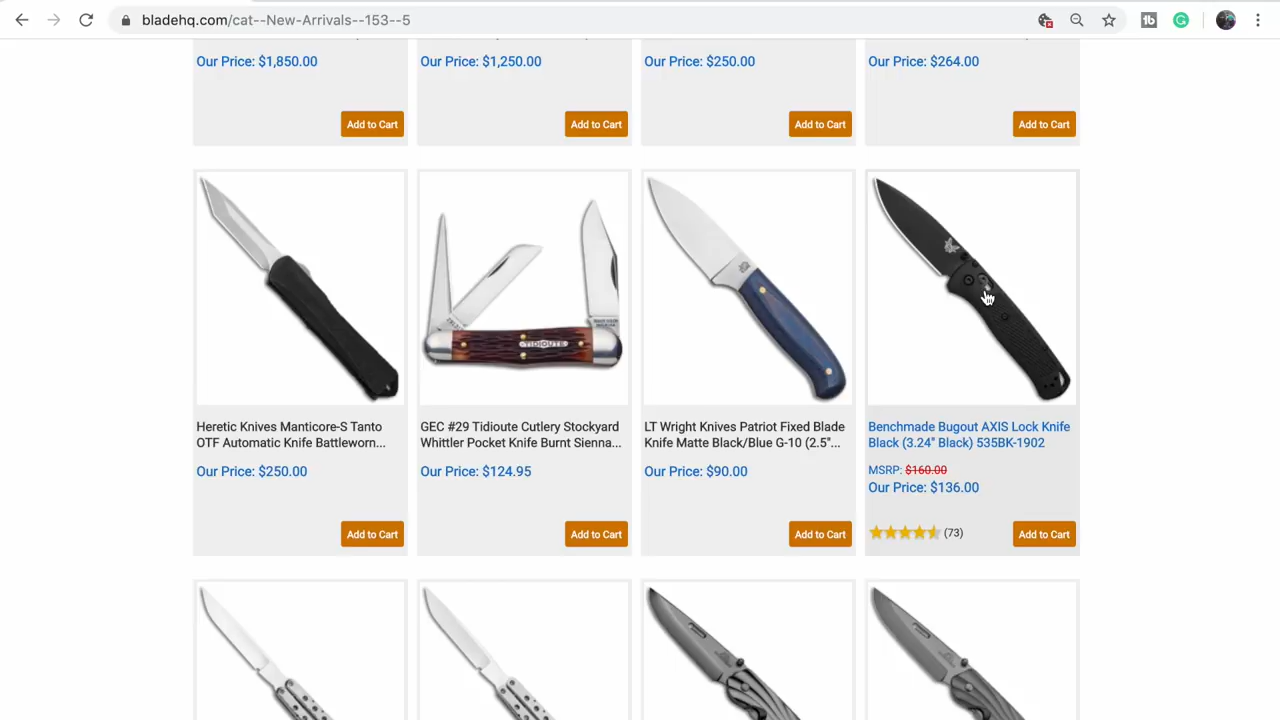 bladehq.com/cat--New-Arrivals--153--5
Our Price: $1,850.00
Our Price: $1,250.00
Our Price: $250.00
Our Price: $264.00
Add to Cart
Add to Cart
Add to Cart
Add to Cart
TIDIOUTE
Heretic Knives Manticore-S Tanto
OTF Automatic Knife Battleworn...
Our Price: $250.00
Add to Cart
GEC #29 Tidioute Cutlery Stockyard
Whittler Pocket Knife Burnt Sienna...
Our Price: $124.95
Add to Cart
LT Wright Knives Patriot Fixed Blade
Knife Matte Black/Blue G-10 (2.5"...
Our Price: $90.00
Add to Cart
Benchmade Bugout AXIS Lock Knife
Black (3.24" Black) 535BK-1902
MSRP: $160.00
Our Price: $136.00
(73)
Add to Cart